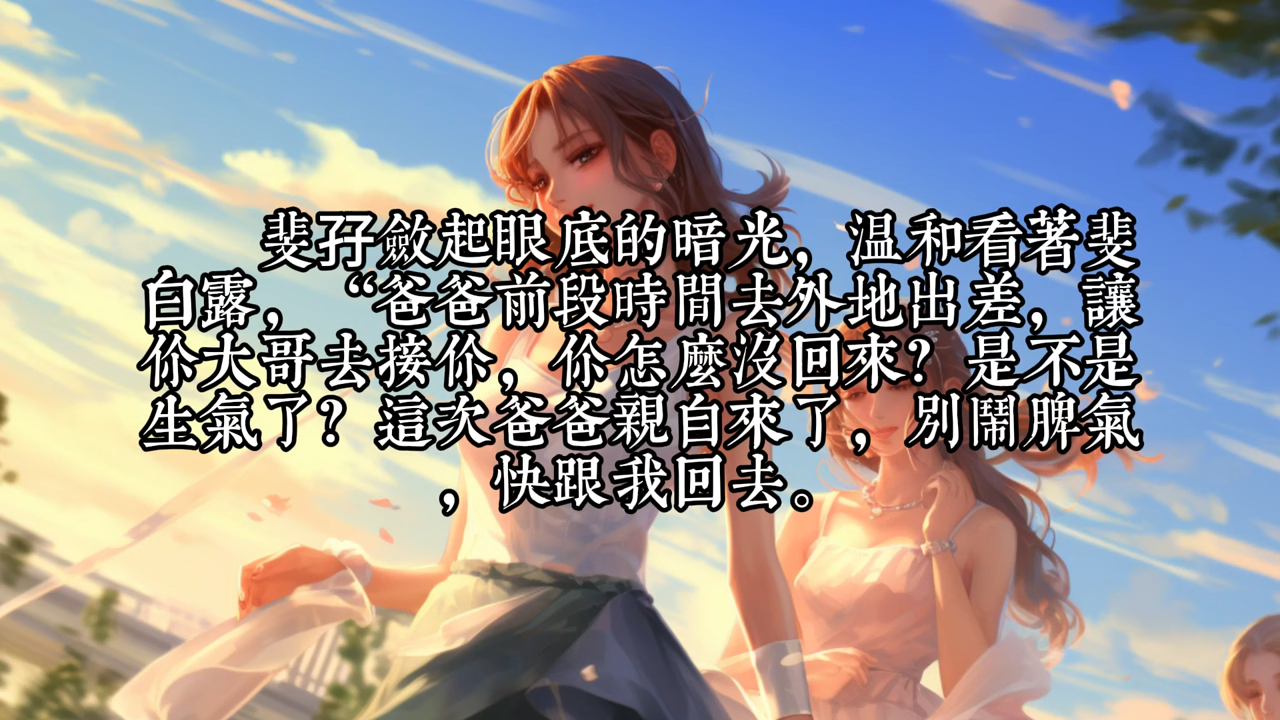 斐孖斂起眼底的暗光，温和看著斐
白露，“爸爸前段時間去外地出差，讓
你大哥去接你，你怎麼沒回來？是不是
生氣了？這次爸爸親自來了，別鬧脾氣
，快跟我回去。